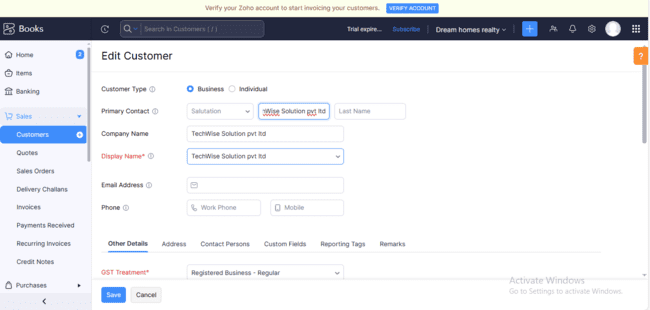 Verify your Zoho account to start invoicing your customers. VERIFY ACCOUNT
Books
Search in Customers ( / )
Trial expire... Subscribe Dream homes realty
Home 2
Items
Banking
Sales
Customers
Quotes
Sales Orders
Delivery Challans
Invoices
Payments Received
Recurring Invoices
Credit Notes
Purchases
Edit Customer
?
Customer Type Business Individual
Primary Contact Salutation Wise Solution pvt ltd Last Name
Company Name TechWise Solution pvt ltd
Display Name* TechWise Solution pvt ltd
Email Address
Phone Work Phone Mobile
Other Details Address Contact Persons Custom Fields Reporting Tags Remarks
GST Treatment* Registered Business - Regular
Save Cancel
Activate Windows
Go to Settings to activate Windows.